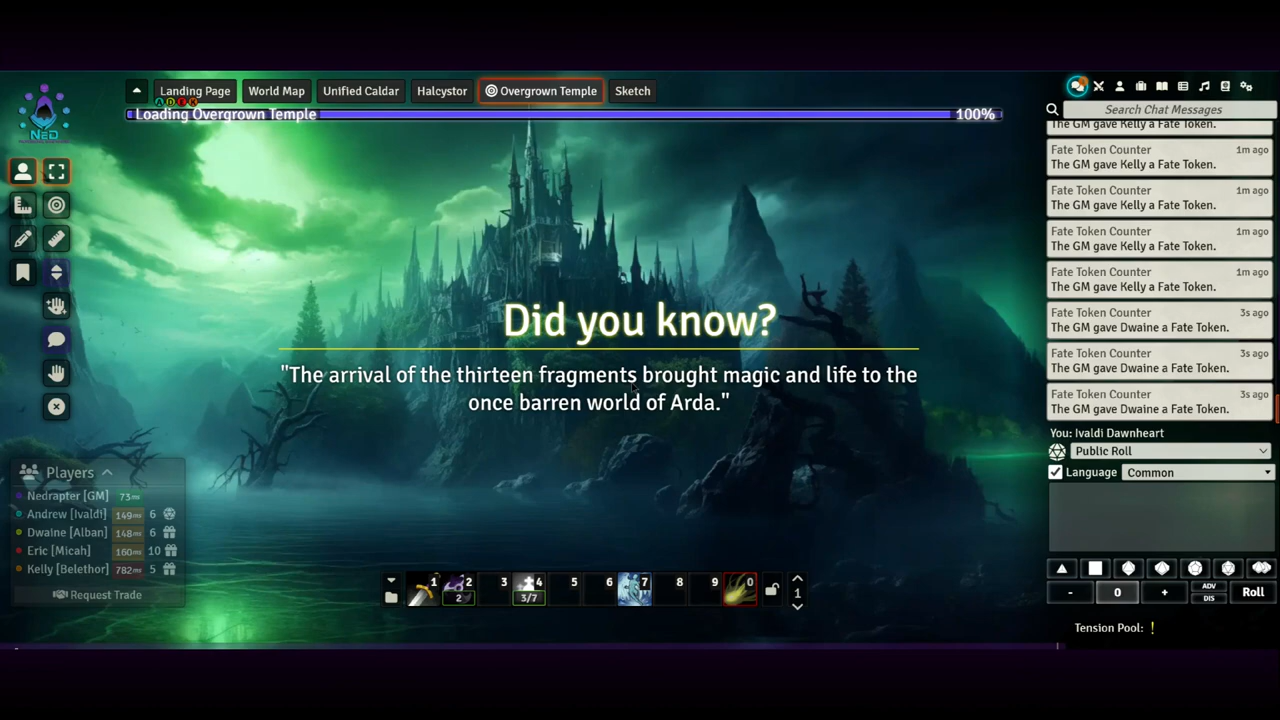 Landing Page
World Map
Unified Caldar
Halcystor
Overgrown Temple
Sketch
A D E K
Loading Overgrown Temple
100%
NED
Search Chat Messages
The GM gave Kelly a Fate Token.
Fate Token Counter 1m ago
The GM gave Kelly a Fate Token.
Fate Token Counter 1m ago
The GM gave Kelly a Fate Token.
Fate Token Counter 1m ago
The GM gave Kelly a Fate Token.
Fate Token Counter 1m ago
The GM gave Kelly a Fate Token.
Fate Token Counter 3s ago
The GM gave Dwaine a Fate Token.
Fate Token Counter 3s ago
The GM gave Dwaine a Fate Token.
Fate Token Counter 3s ago
The GM gave Dwaine a Fate Token.
Did you know?
"The arrival of the thirteen fragments brought magic and life to the
once barren world of Arda."
You: Ivaldi Dawnheart
Public Roll
Language Common
Players
Nedrapter [GM] 73ms
Andrew [Ivaldi] 149ms 6
Dwaine [Alban] 148ms 6
Eric [Micah] 160ms 10
Kelly [Belethor] 782ms 5
Request Trade
1 2 3 4 5 6 7 8 9 0
2 3/7
1
- 0 + ADV Roll
DIS
Tension Pool: !